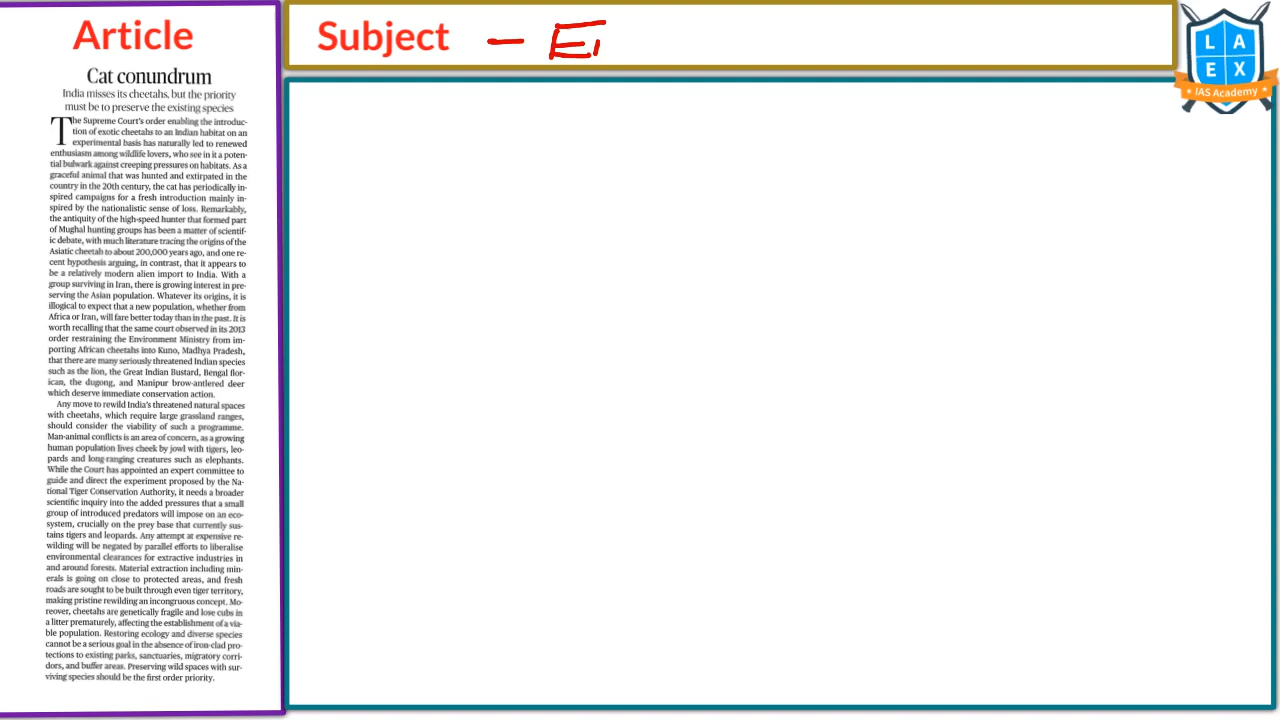 Article
Cat conundrum
India misses its cheetahs, but the priority
must be to preserve the existing species
The Supreme Court's order enabling the introduc-
tion of exotic cheetahs to an Indian habitat on an
experimental basis has naturally led to renewed
enthusiasm among wildlife lovers, who see in it a poten-
tial bulwark against creeping pressures on habitats. As a
graceful animal that was hunted and extirpated in the
country in the 20th century, the cat has periodically in-
spired campaigns for a fresh introduction mainly in-
spired by the nationalistic sense of loss. Remarkably,
the antiquity of the high-speed hunter that formed part
of Mughal hunting groups has been a matter of scientif-
ic debate, with much literature tracing the origins of the
Asiatic cheetah to about 200,000 years ago, and one re-
cent hypothesis arguing, in contrast, that it appears to
be a relatively modern alien import to India. With a
group surviving in Iran, there is growing interest in pre-
serving the Asian population. Whatever its origins, it is
illogical to expect that a new population, whether from
Africa or Iran, will fare better today than in the past. It is
worth recalling that the same court observed in its 2013
order restraining the Environment Ministry from im-
porting African cheetahs into Kuno, Madhya Pradesh,
that there are many seriously threatened Indian species
such as the lion, the Great Indian Bustard, Bengal flor-
ican, the dugong, and Manipur brow-antlered deer
which deserve immediate conservation action.
Any move to rewild India's threatened natural spaces
with cheetahs, which require large grassland ranges,
should consider the viability of such a programme.
Man-animal conflicts is an area of concern, as a growing
human population lives cheek by jowl with tigers, leo-
pards and long-ranging creatures such as elephants.
While the Court has appointed an expert committee to
guide and direct the experiment proposed by the Na-
tional Tiger Conservation Authority, it needs a broader
scientific inquiry into the added pressures that a small
group of introduced predators will impose on an eco-
system, crucially on the prey base that currently sus-
tains tigers and leopards. Any attempt at expensive re-
wilding will be negated by parallel efforts to liberalise
environmental clearances for extractive industries in
and around forests. Material extraction including min-
erals is going on close to protected areas, and fresh
roads are sought to be built through even tiger territory,
making pristine rewilding an incongruous concept. Mo-
reover, cheetahs are genetically fragile and lose cubs in
a litter prematurely, affecting the establishment of a via-
ble population. Restoring ecology and diverse species
cannot be a serious goal in the absence of iron-clad pro-
tections to existing parks, sanctuaries, migratory corri-
dors, and buffer areas. Preserving wild spaces with sur-
viving species should be the first order priority.
Subject - E
L A
E X
IAS Academy